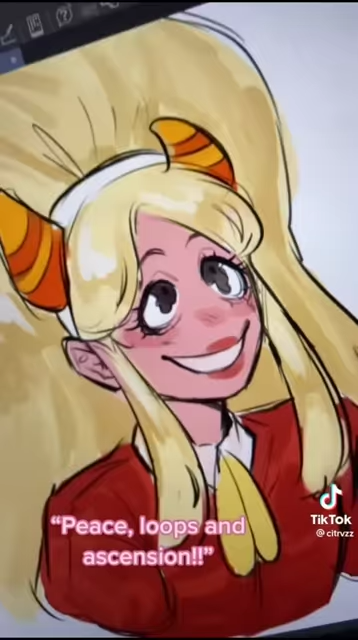 “Peace, loops and
ascension!!”
TikTok
@citrvzz